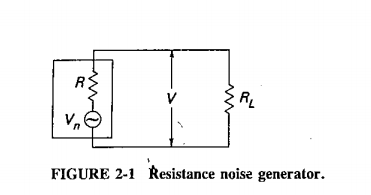 R
V
R_L
V_n
FIGURE 2-1 Resistance noise generator.